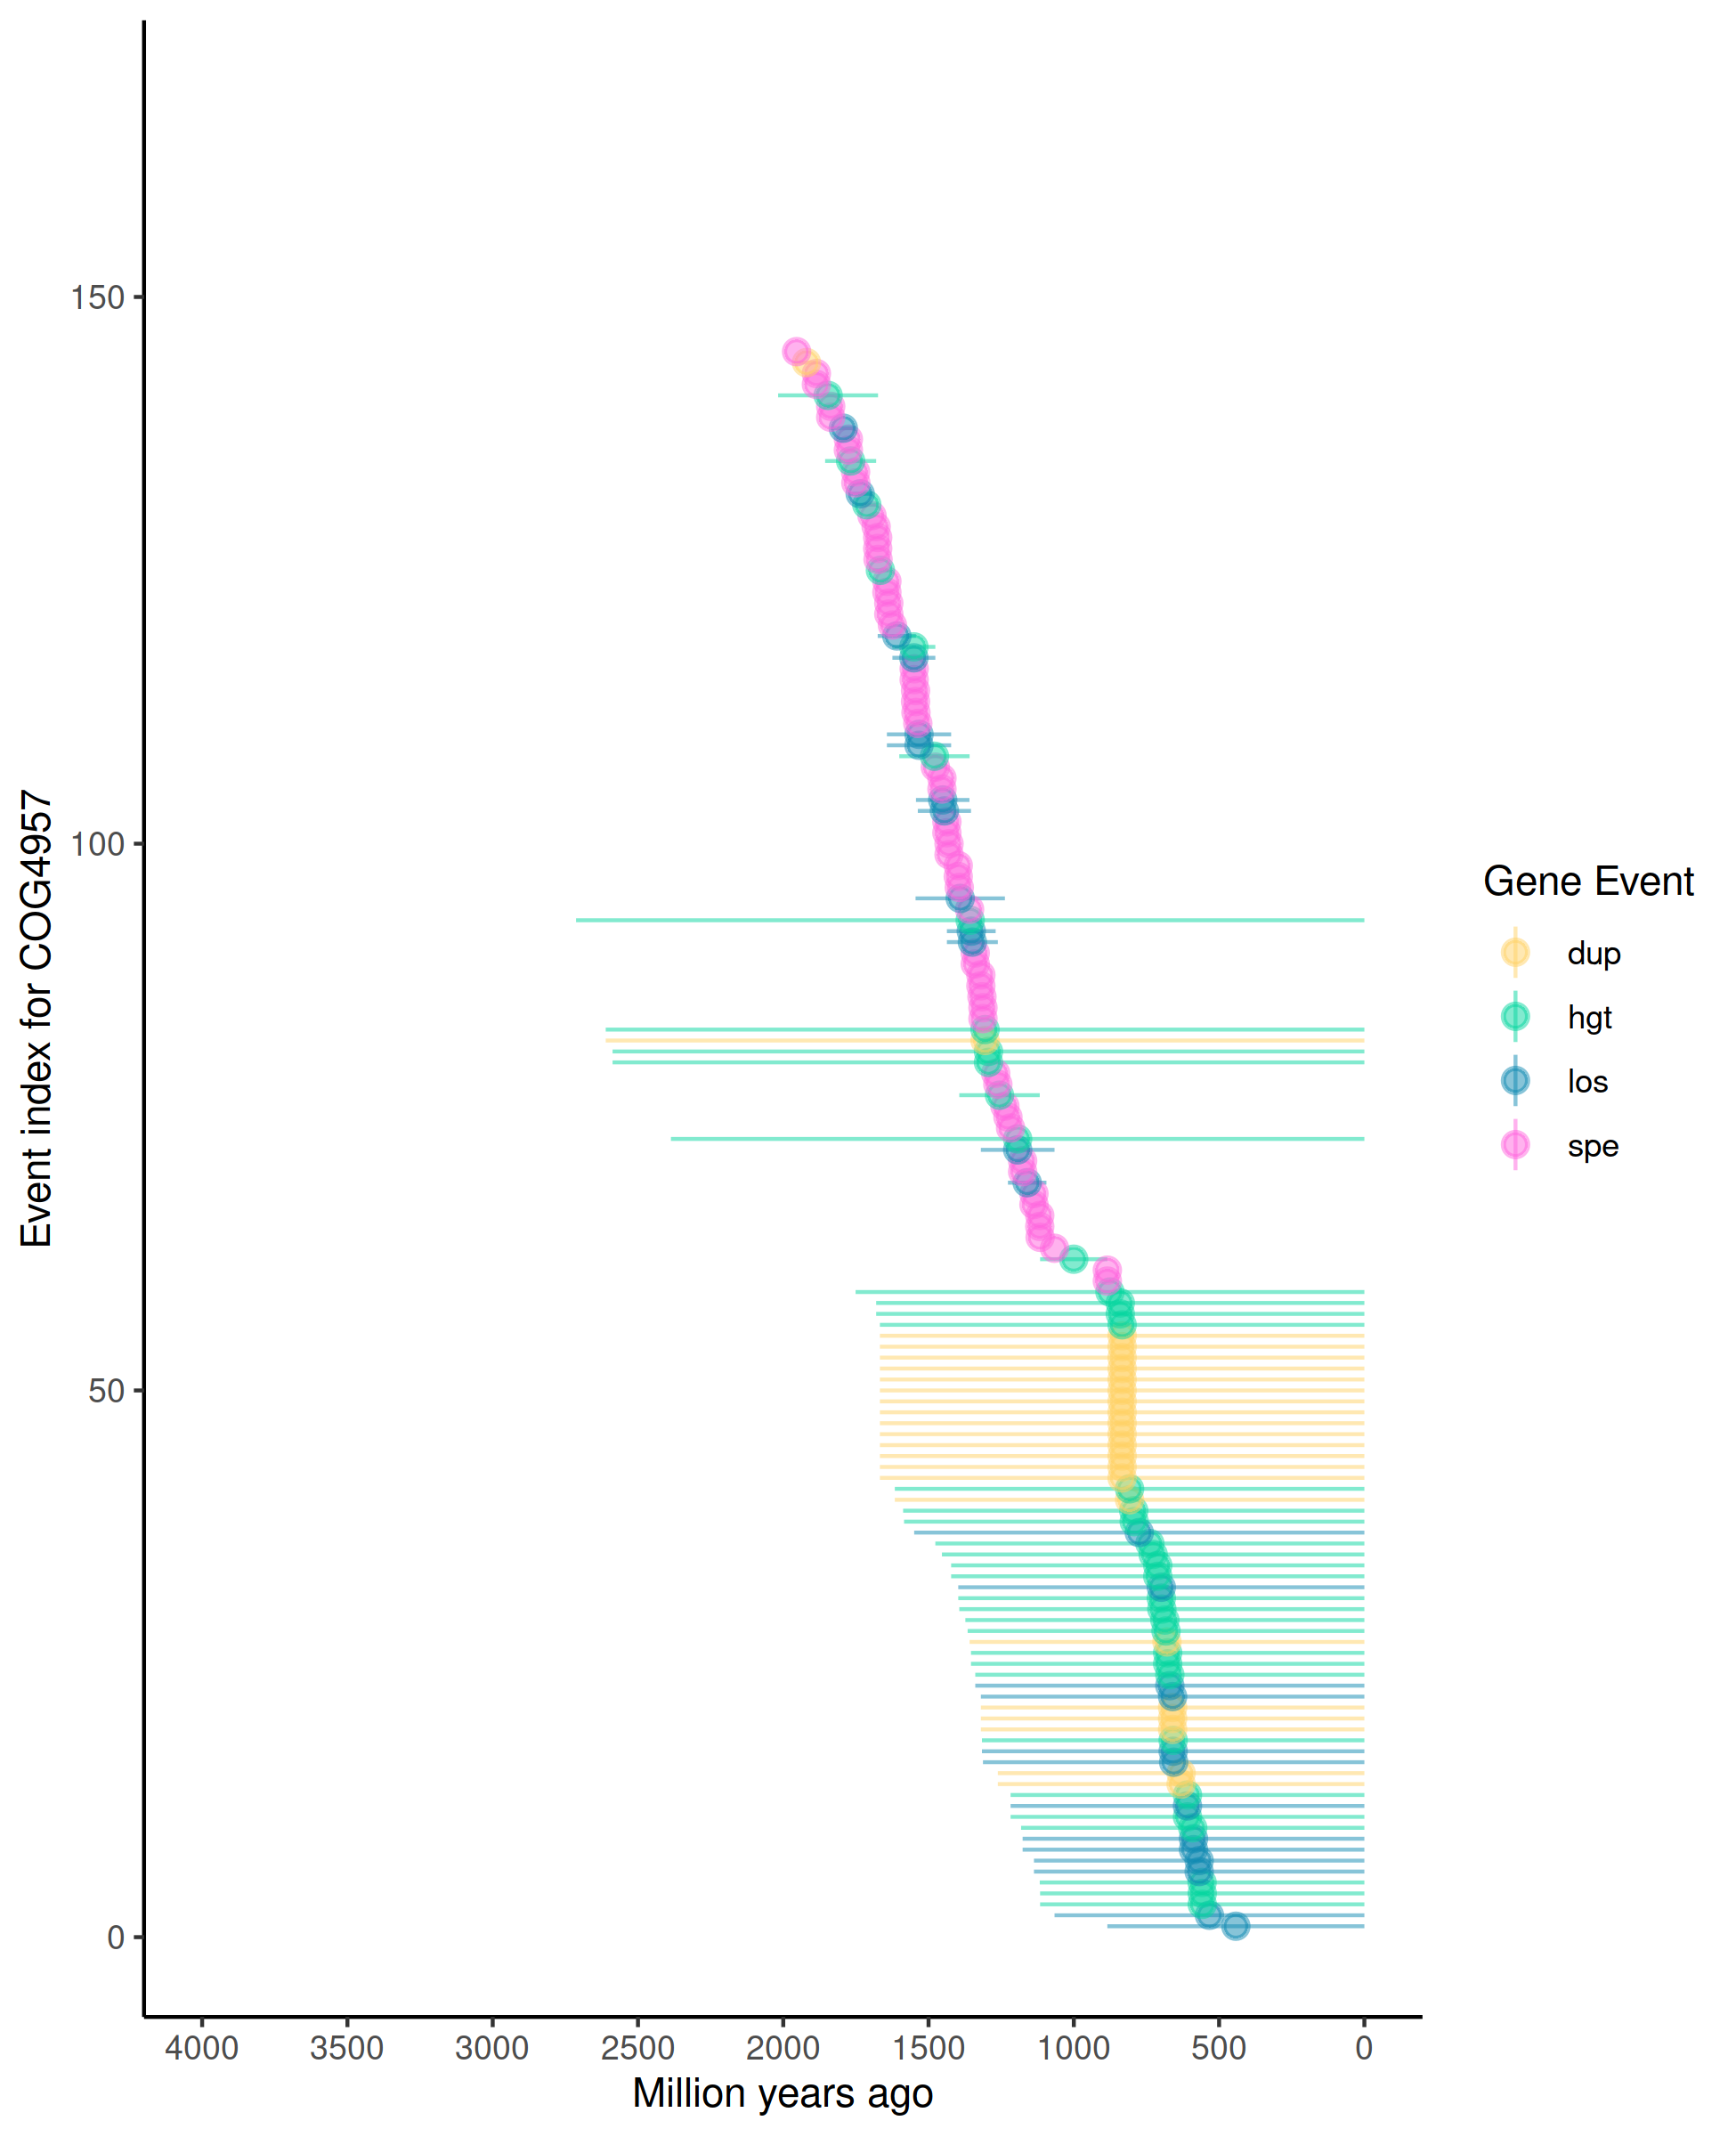 Event index for COG4957
150
100
50
0
4000 3500 3000 2500 2000 1500 1000 500 0
Million years ago
Gene Event
dup
hgt
los
spe